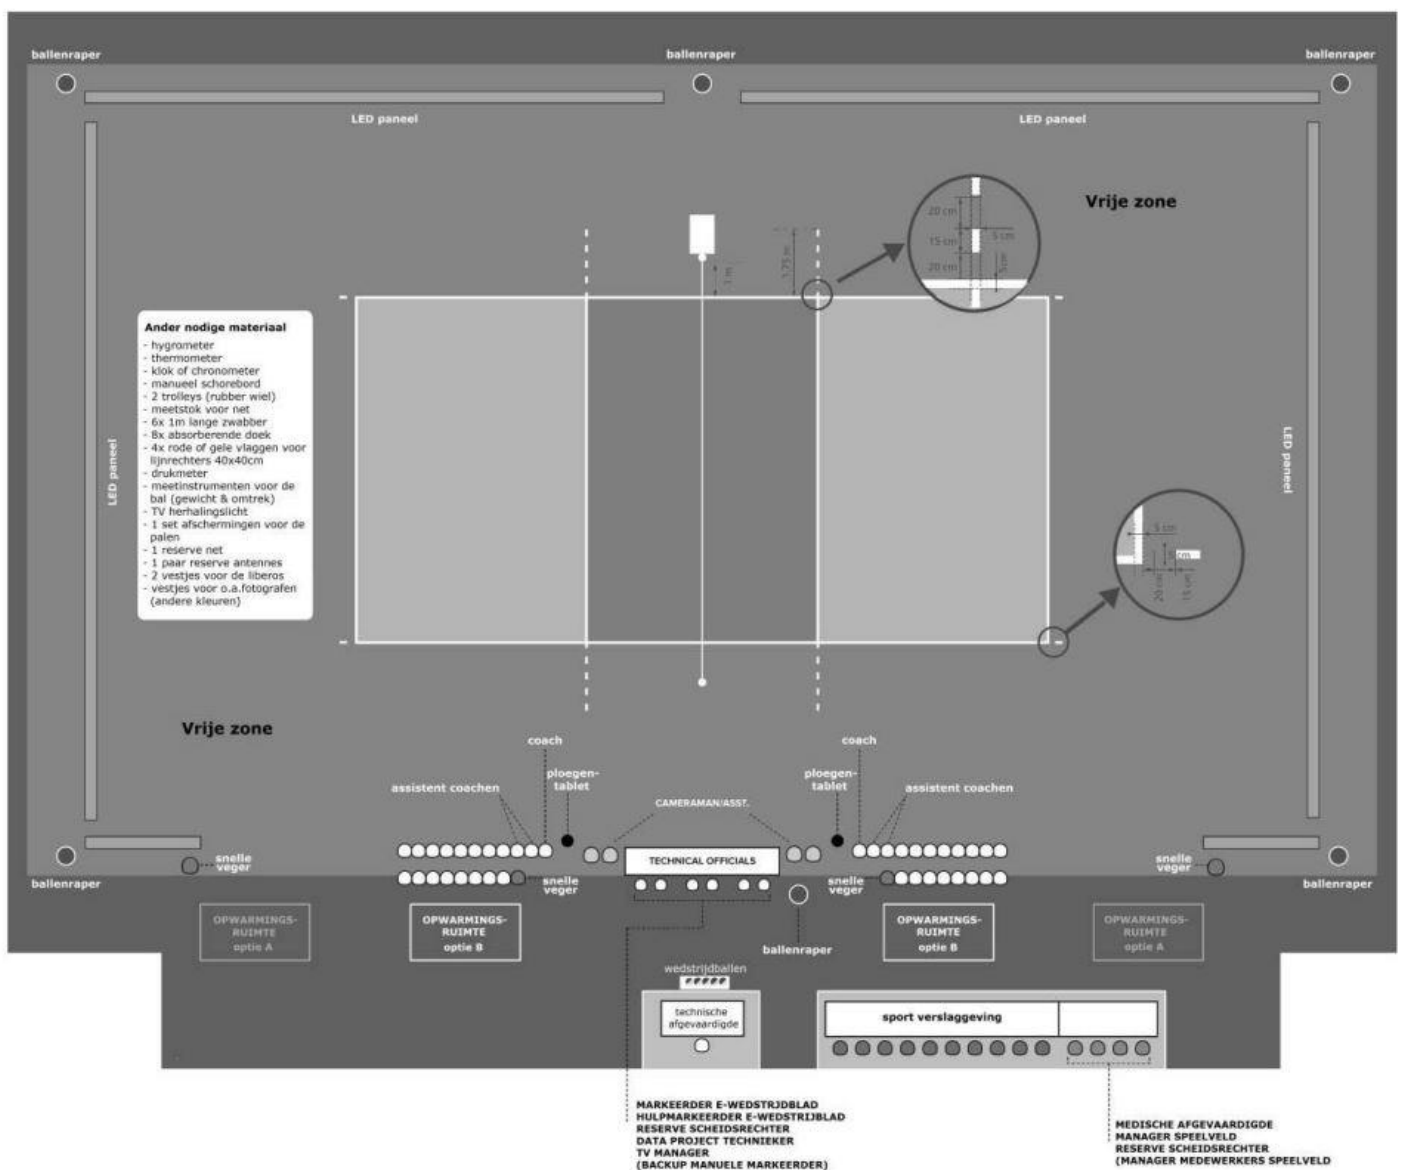 ballenraper
ballenraper
ballenraper
LED paneel
LED paneel
Vrije zone
20 cm
15 cm
5 cm
20 cm
5cm
1 m
1,75 m
Ander nodige materiaal
- hygrometer
- thermometer
- klok of chronometer
- manueel schorebord
- 2 trolleys (rubber wiel)
- meetstok voor net
- 6x 1m lange zwabber
- 8x absorberende doek
- 4x rode of gele vlaggen voor
lijnrechters 40x40cm
- drukmeter
- meetinstrumenten voor de
bal (gewicht & omtrek)
- TV herhalingslicht
- 1 set afschermingen voor de
palen
- 1 reserve net
- 1 paar reserve antennes
- 2 vestjes voor de liberos
- vestjes voor o.a.fotografen
(andere kleuren)
LED paneel
LED paneel
5 cm
5 cm
20 cm
15 cm
Vrije zone
coach
coach
ploegen-
tablet
ploegen-
tablet
assistent coachen
assistent coachen
CAMERAMAN/ASST.
TECHNICAL OFFICIALS
snelle
veger
snelle
veger
snelle
veger
snelle
veger
ballenraper
ballenraper
OPWARMINGS-
RUIMTE
optie A
OPWARMINGS-
RUIMTE
optie B
ballenraper
OPWARMINGS-
RUIMTE
optie B
OPWARMINGS-
RUIMTE
optie A
wedstrijdballen
technische
afgevaardigde
sport verslaggeving
MARKEERDER E-WEDSTRJDBLAD
HULPMARKEERDER E-WEDSTRIJBLAD
RESERVE SCHEIDSRECHTER
DATA PROJECT TECHNIEKER
TV MANAGER
(BACKUP MANUELE MARKEERDER)
MEDISCHE AFGEVAARDIGDE
MANAGER SPEELVELD
RESERVE SCHEIDSRECHTER
(MANAGER MEDEWERKERS SPEELVELD